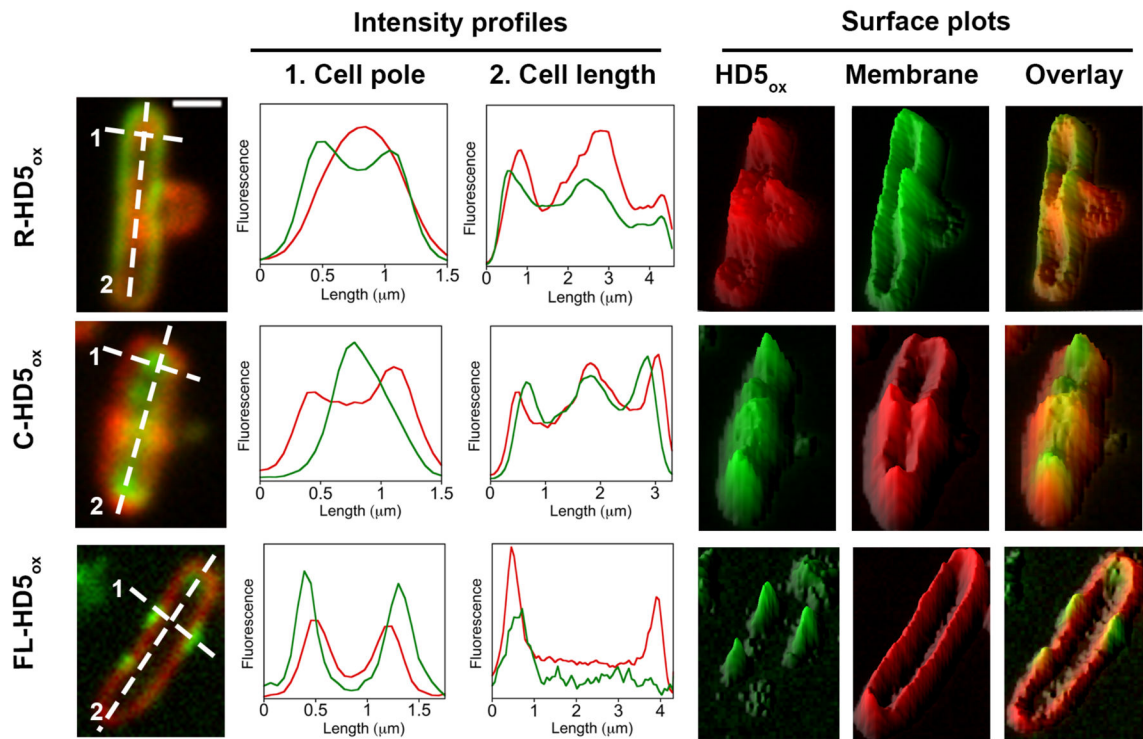 Intensity profiles Surface plots
1. Cell pole 2. Cell length HD5ox Membrane Overlay
R-HD5ox
1
2
Fluorescence
0 0.5 1.0 1.5
Length (μm)
Fluorescence
0 1 2 3 4
Length (μm)
C-HD5ox
1
2
Fluorescence
0 0.5 1 1.5
Length (μm)
Fluorescence
0 1 2 3
Length (μm)
FL-HD5ox
1
2
Fluorescence
0 0.5 1.0 1.5
Length (μm)
Fluorescence
0 1 2 3 4
Length (μm)